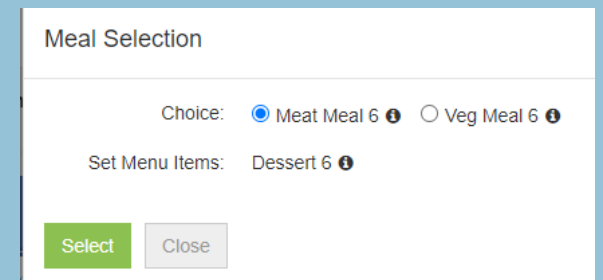 Meal Selection
Choice: Meat Meal 6 Veg Meal 6
Set Menu Items: Dessert 6
Select Close